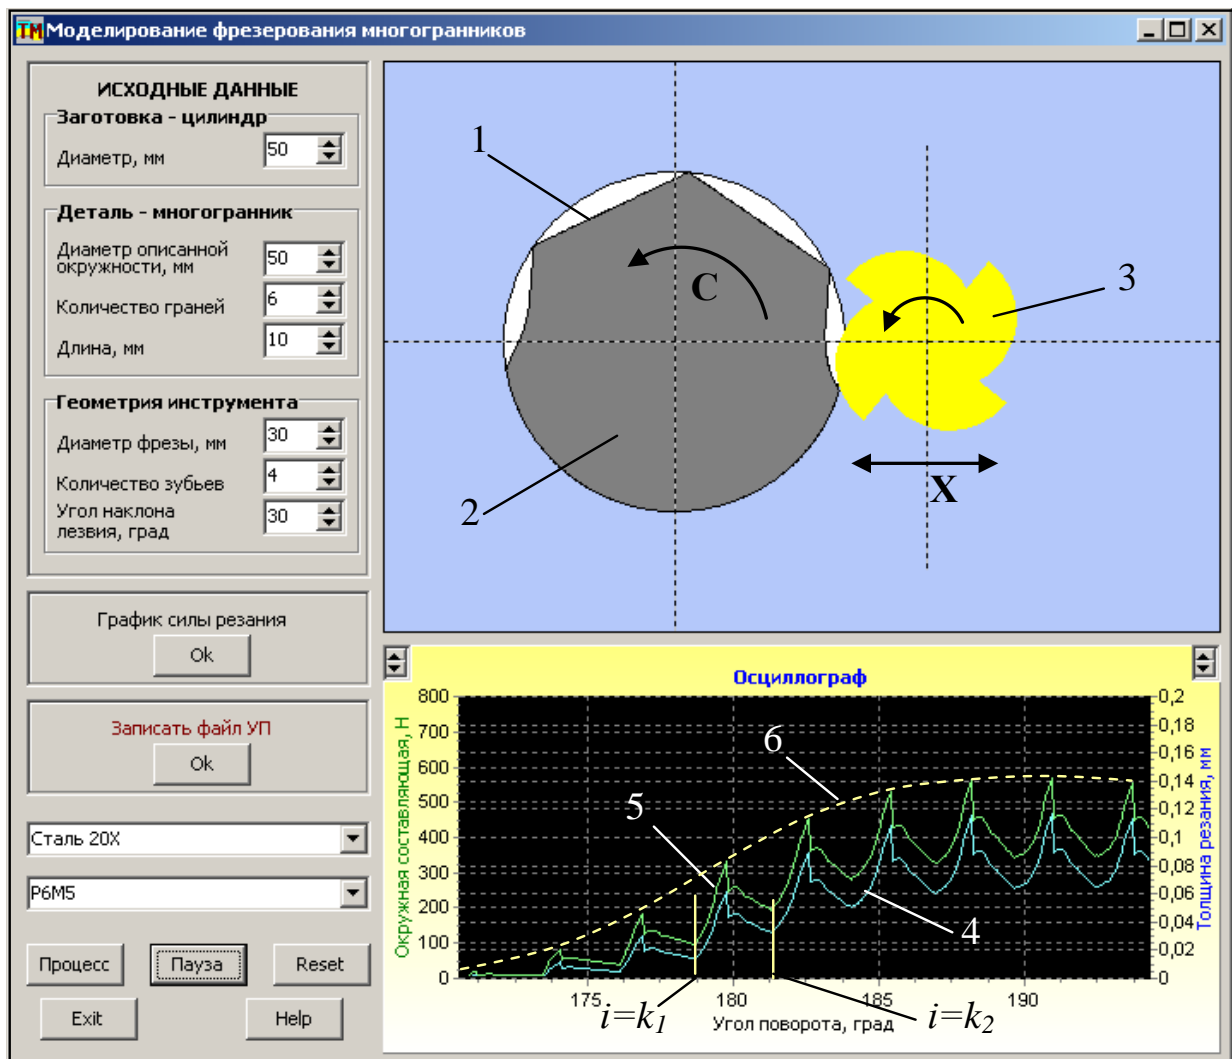 TM Моделирование фрезерования многогранников
ИСХОДНЫЕ ДАННЫЕ
Заготовка - цилиндр
Диаметр, мм 50
Деталь - многогранник
Диаметр описанной
окружности, мм 50
Количество граней 6
Длина, мм 10
Геометрия инструмента
Диаметр фрезы, мм 30
Количество зубьев 4
Угол наклона
лезвия, град 30
График силы резания
Ok
Записать файл УП
Ok
Сталь 20Х
Р6М5
Процесс Пауза Reset
Exit Help
1
C
3
2
X
Осциллограф
Окружная составляющая, Н
800
700
600
500
400
300
200
100
0
6
5
4
0,2
0,18
0,16
0,14
0,12
0,1
0,08
0,06
0,04
0,02
0
Толщина резания, мм
175 180 185 190
i=k1 Угол поворота, град i=k2